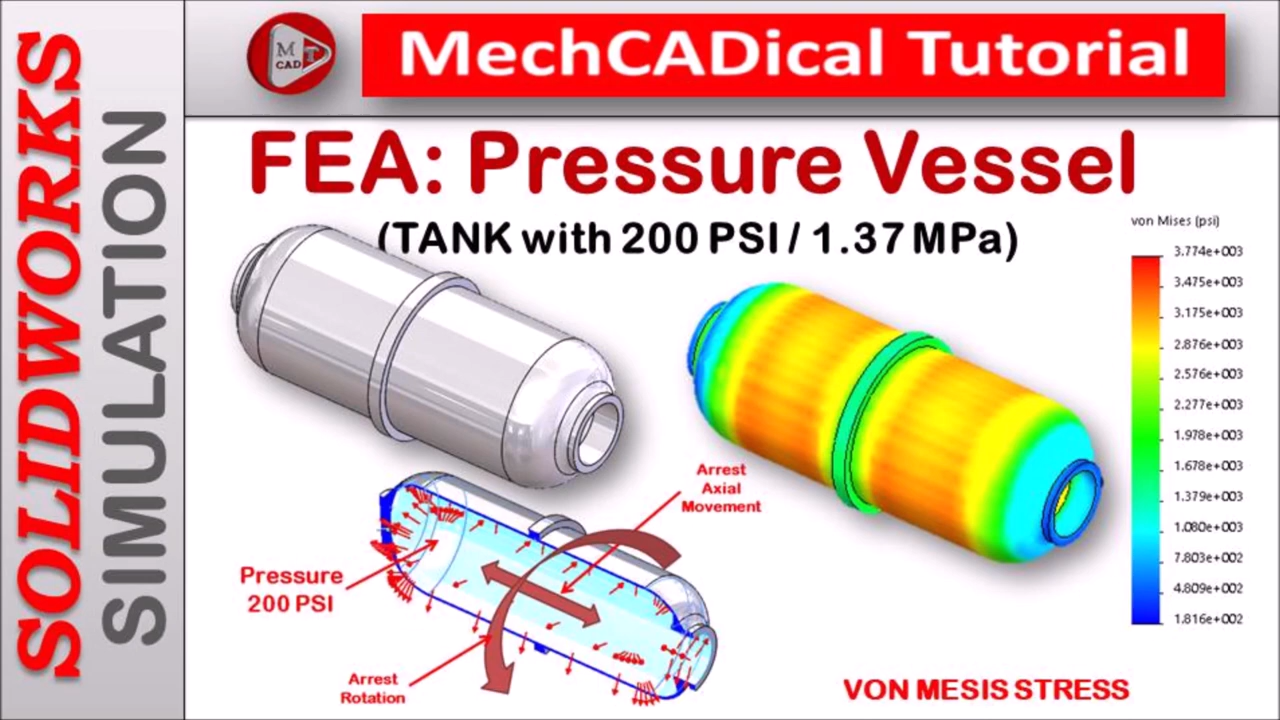 SOLIDWORKS
SIMULATION
M T
CAD
MechCADical Tutorial
FEA: Pressure Vessel
(TANK with 200 PSI / 1.37 MPa)
von Mises (psi)
3.774e+003
3.475e+003
3.175e+003
2.876e+003
2.576e+003
2.277e+003
1.978e+003
1.678e+003
1.379e+003
1.080e+003
7.803e+002
4.809e+002
1.816e+002
Arrest
Axial
Movement
Pressure
200 PSI
Arrest
Rotation
VON MESIS STRESS